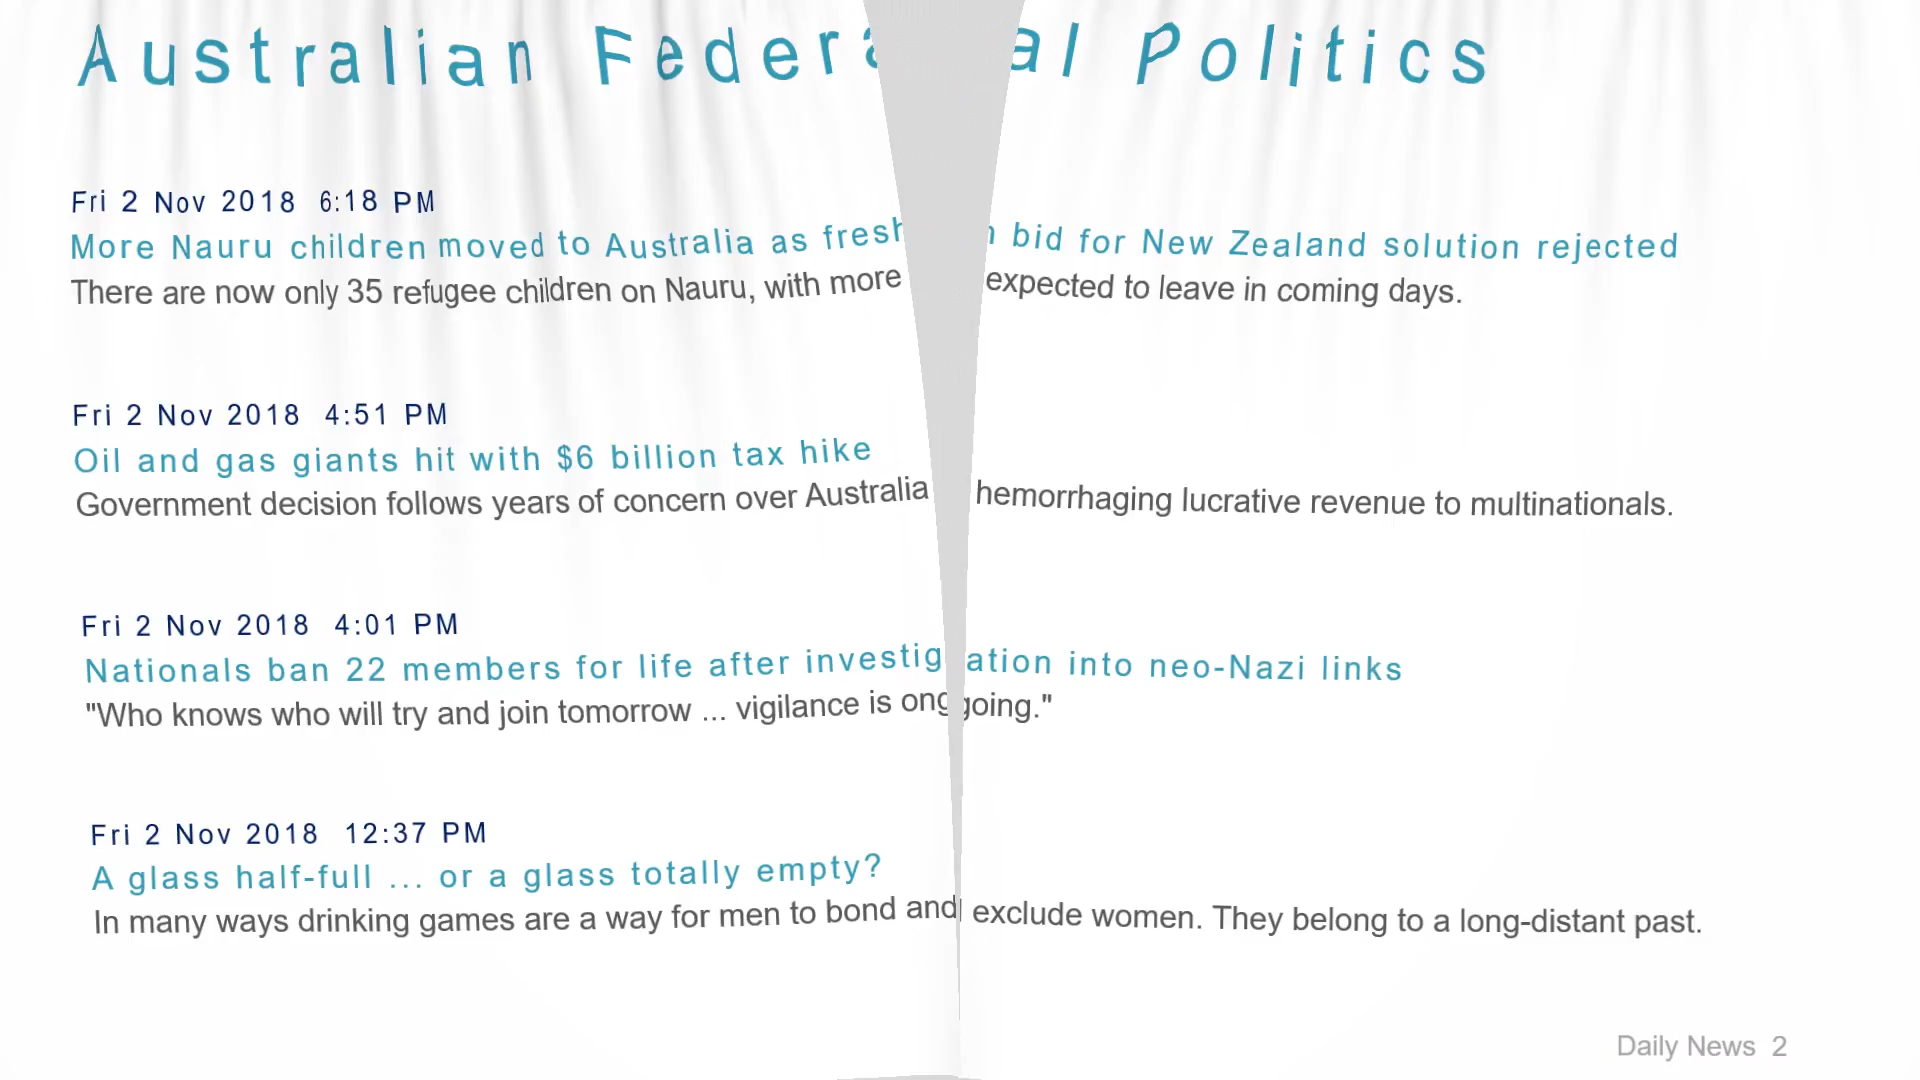 Australian Federal Politics
Fri 2 Nov 2018 6:18 PM
More Nauru children moved to Australia as fresh bid for New Zealand solution rejected
There are now only 35 refugee children on Nauru, with more expected to leave in coming days.
Fri 2 Nov 2018 4:51 PM
Oil and gas giants hit with $6 billion tax hike
Government decision follows years of concern over Australia hemorrhaging lucrative revenue to multinationals.
Fri 2 Nov 2018 4:01 PM
Nationals ban 22 members for life after investigation into neo-Nazi links
"Who knows who will try and join tomorrow ... vigilance is ongoing."
Fri 2 Nov 2018 12:37 PM
A glass half-full ... or a glass totally empty?
In many ways drinking games are a way for men to bond and exclude women. They belong to a long-distant past.
Daily News 2